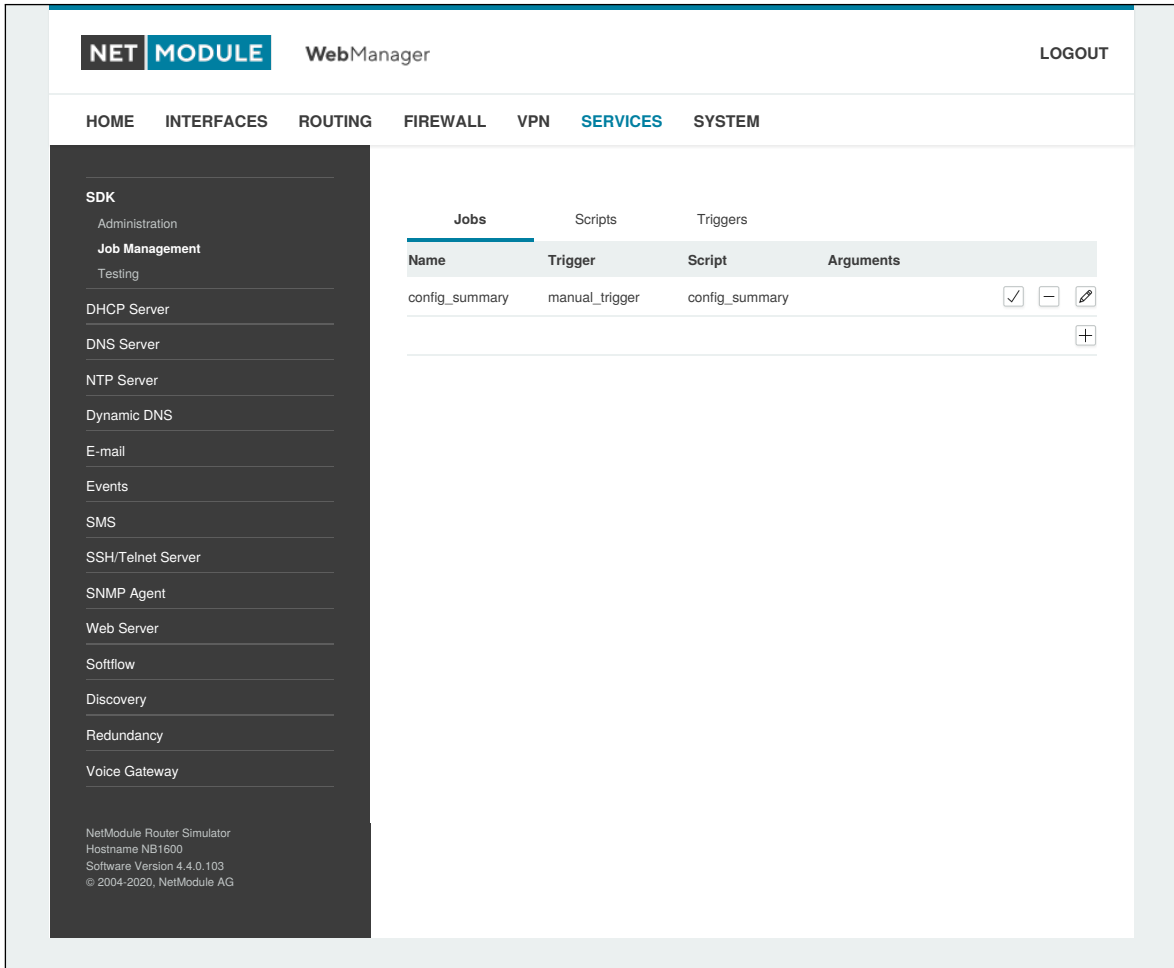 NET MODULE WebManager LOGOUT
HOME INTERFACES ROUTING FIREWALL VPN SERVICES SYSTEM
SDK
Administration
Job Management
Testing
DHCP Server
DNS Server
NTP Server
Dynamic DNS
E-mail
Events
SMS
SSH/Telnet Server
SNMP Agent
Web Server
Softflow
Discovery
Redundancy
Voice Gateway
NetModule Router Simulator
Hostname NB1600
Software Version 4.4.0.103
© 2004-2020, NetModule AG
Jobs Scripts Triggers
Name Trigger Script Arguments
config_summary manual_trigger config_summary